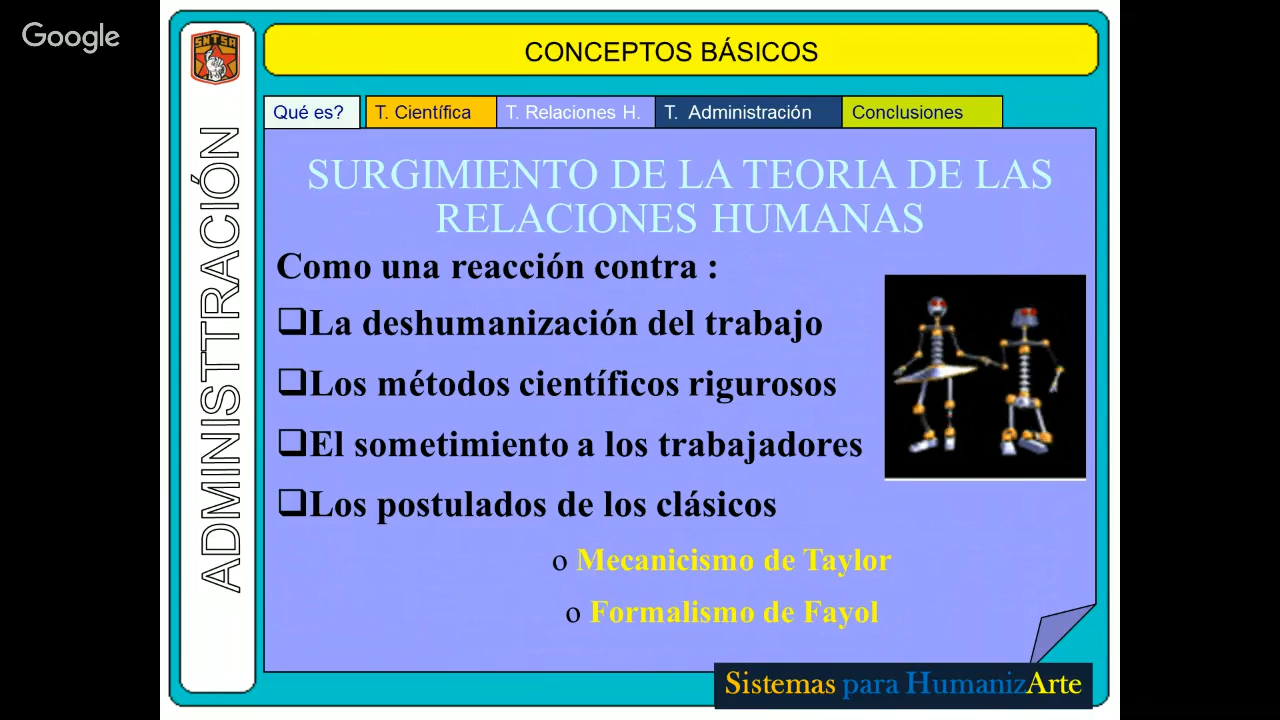 Google
SNTSA
CONCEPTOS BÁSICOS
Qué es?
T. Científica
T. Relaciones H.
T. Administración
Conclusiones
ADMINISTTRACIÓN
SURGIMIENTO DE LA TEORIA DE LAS
RELACIONES HUMANAS
Como una reacción contra :
❑La deshumanización del trabajo
❑Los métodos científicos rigurosos
❑El sometimiento a los trabajadores
❑Los postulados de los clásicos
o Mecanicismo de Taylor
o Formalismo de Fayol
Sistemas para HumanizArte